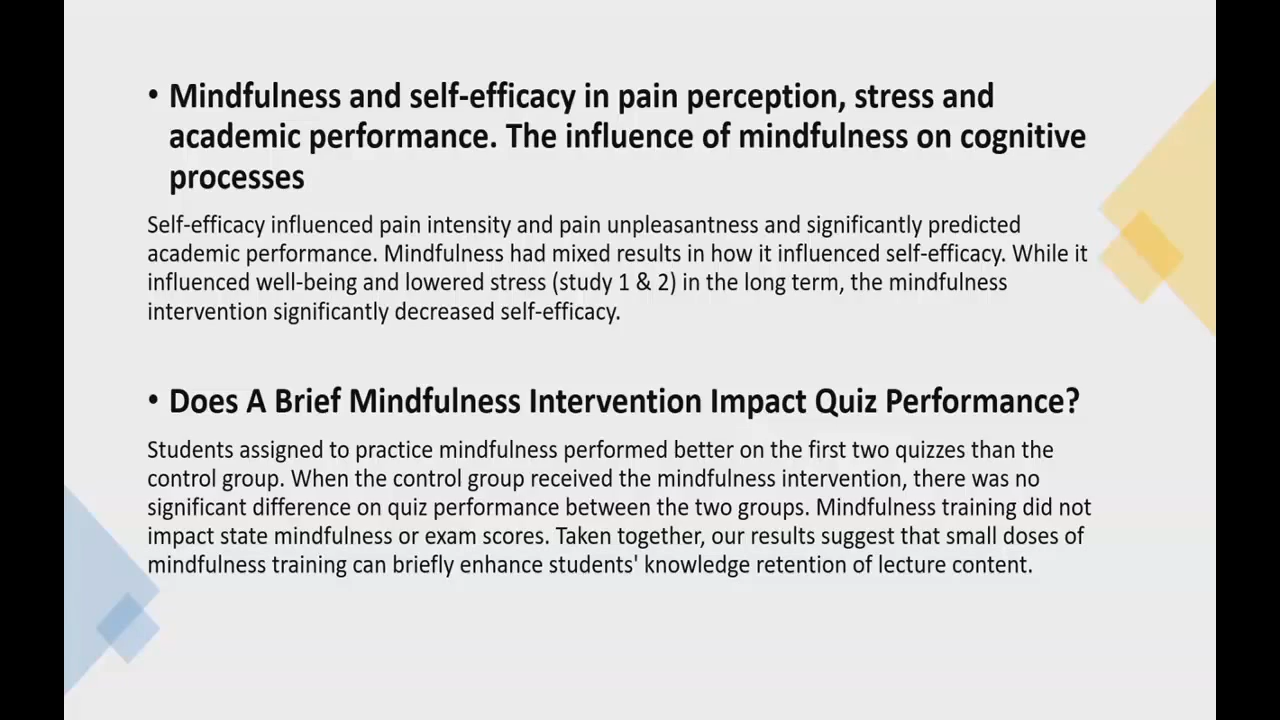 • Mindfulness and self-efficacy in pain perception, stress and
academic performance. The influence of mindfulness on cognitive
processes
Self-efficacy influenced pain intensity and pain unpleasantness and significantly predicted
academic performance. Mindfulness had mixed results in how it influenced self-efficacy. While it
influenced well-being and lowered stress (study 1 & 2) in the long term, the mindfulness
intervention significantly decreased self-efficacy.
• Does A Brief Mindfulness Intervention Impact Quiz Performance?
Students assigned to practice mindfulness performed better on the first two quizzes than the
control group. When the control group received the mindfulness intervention, there was no
significant difference on quiz performance between the two groups. Mindfulness training did not
impact state mindfulness or exam scores. Taken together, our results suggest that small doses of
mindfulness training can briefly enhance students' knowledge retention of lecture content.